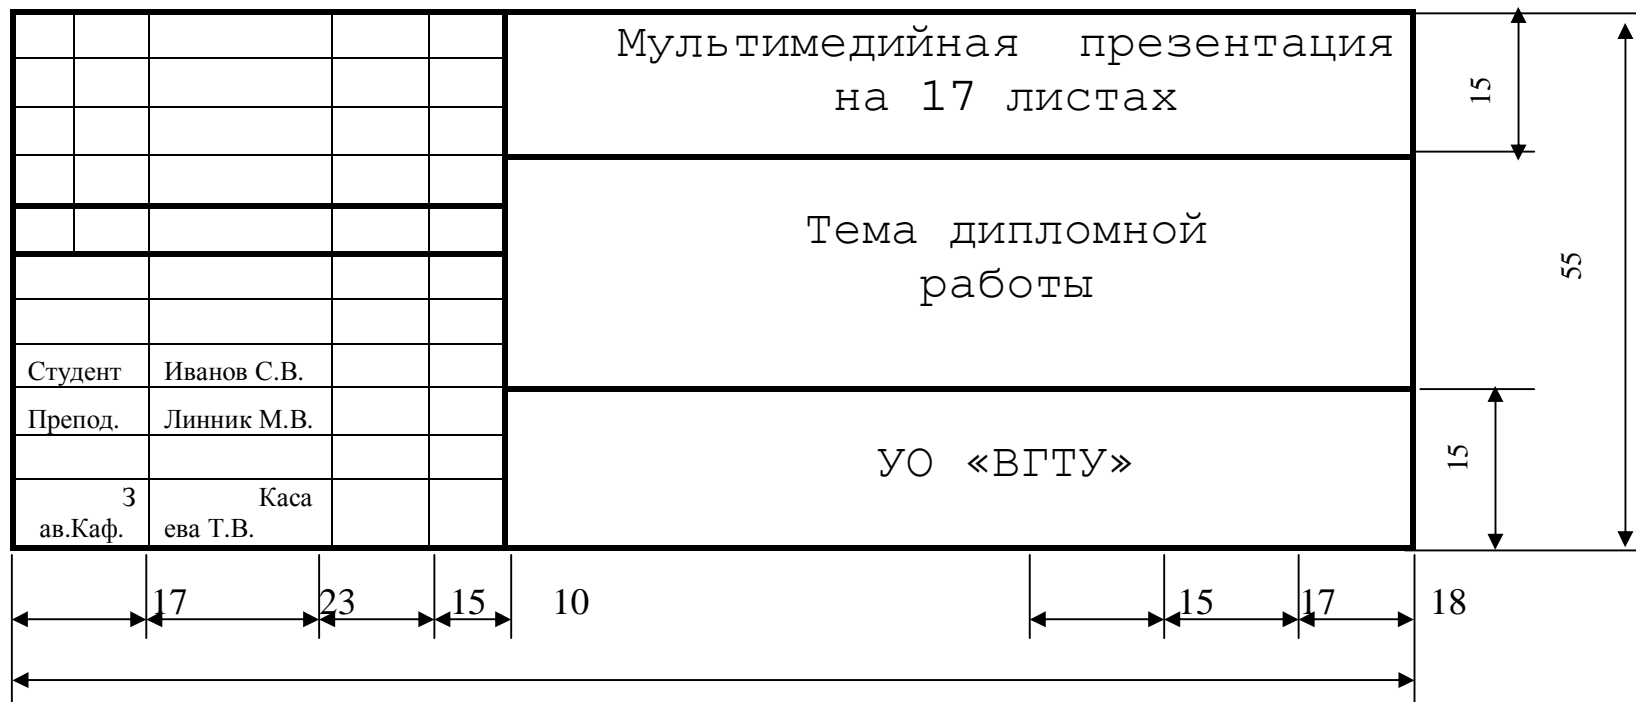 Мультимедийная презентация
на 17 листах
15
Тема дипломной
работы
55
Студент Иванов С.В.
Препод. Линник М.В.
УО «ВГТУ»
15
З Каса
ав.Каф. ева Т.В.
17 23 15 10 15 17 18